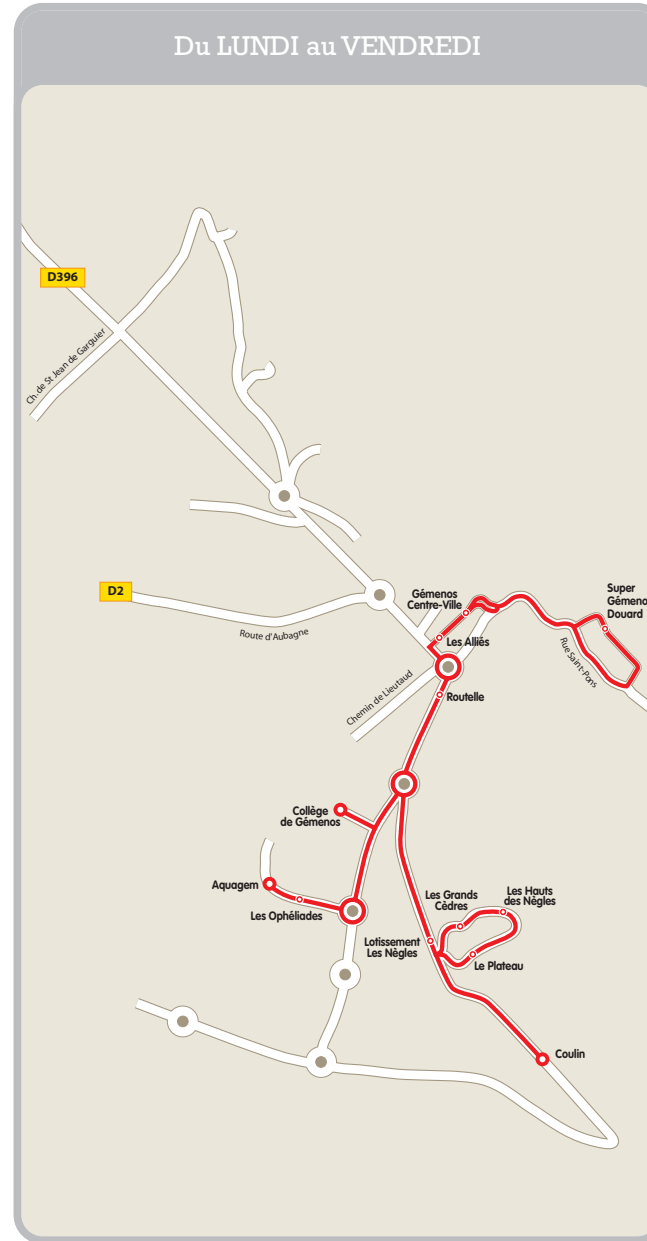 Du LUNDI au VENDREDI
D396
Ch. de St Jean de Garguier
D2
Route d'Aubagne
Gémenos
Centre-Ville
Super
Gémeno
Douard
Les Alliés
Rue Saint-Pons
Chemin de Lieutaud
Routelle
Collège
de Gémenos
Aquagem
Les Ophéliades
Les Grands
Cèdres
Les Hauts
des Nègles
Lotissement
Les Nègles
Le Plateau
Coulin